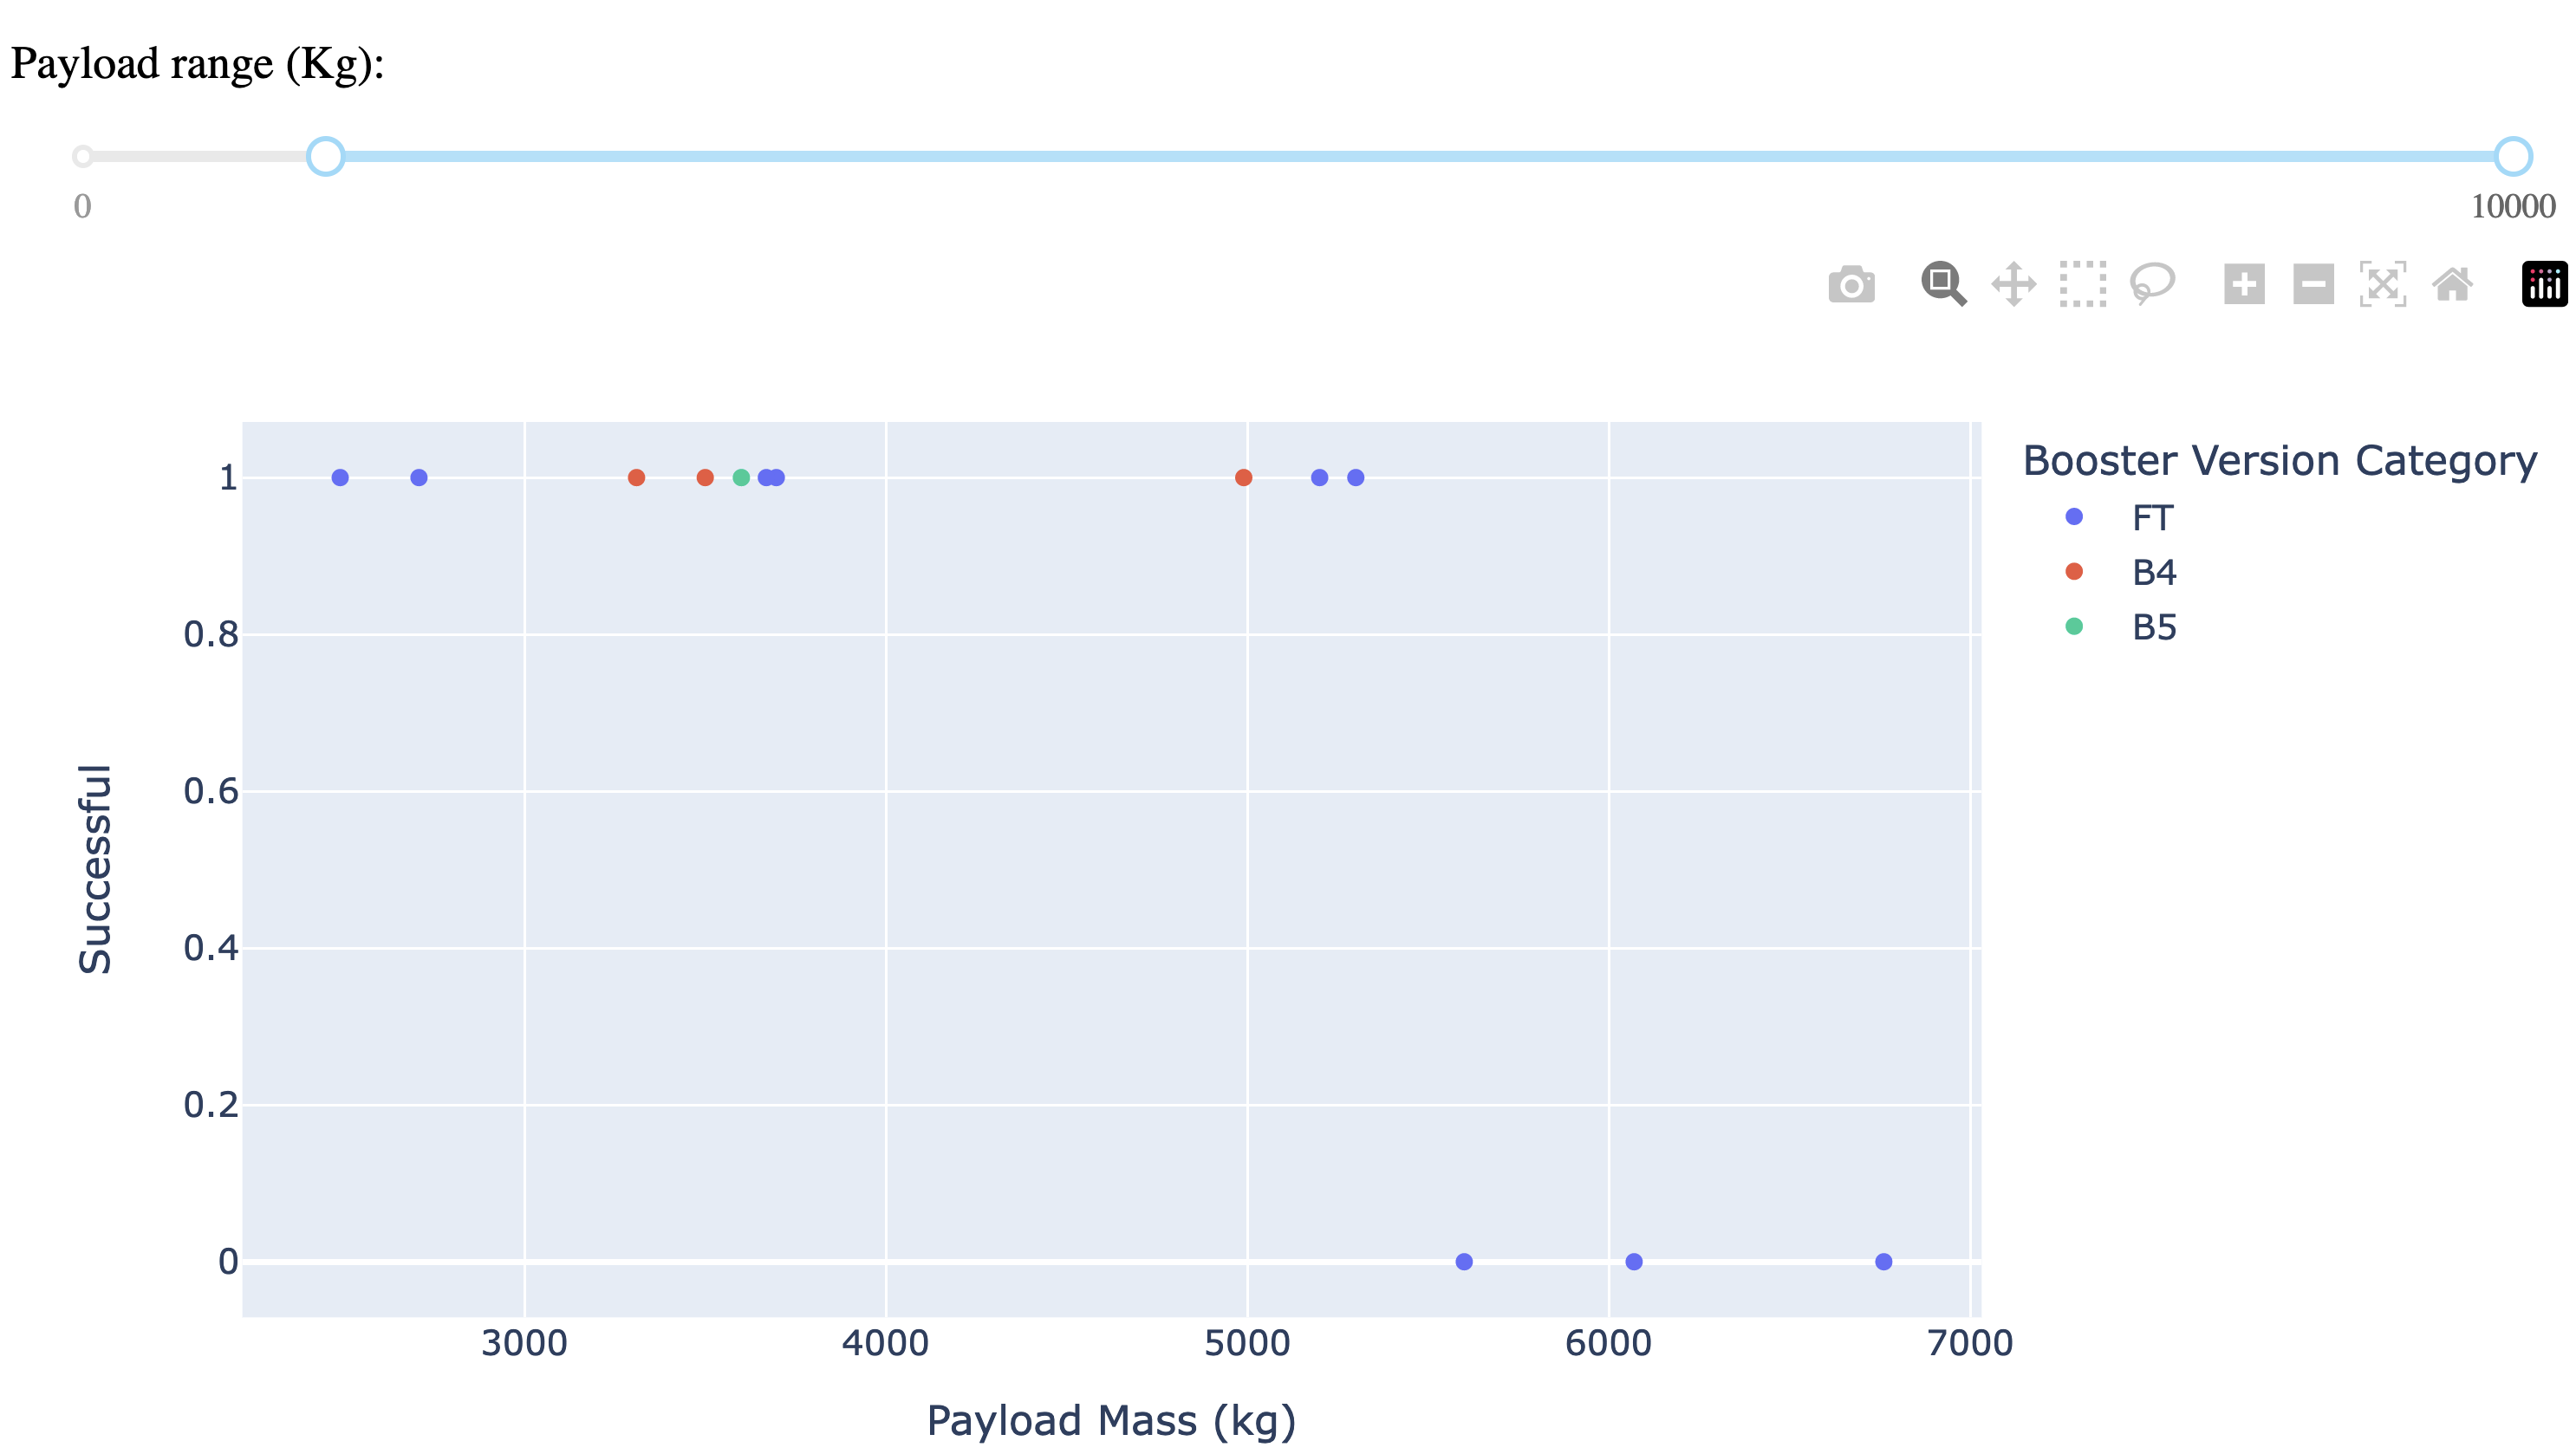 Payload range (Kg):
0 10000
Booster Version Category
FT
B4
B5
1
0.8
0.6
0.4
0.2
0
Successful
3000 4000 5000 6000 7000
Payload Mass (kg)